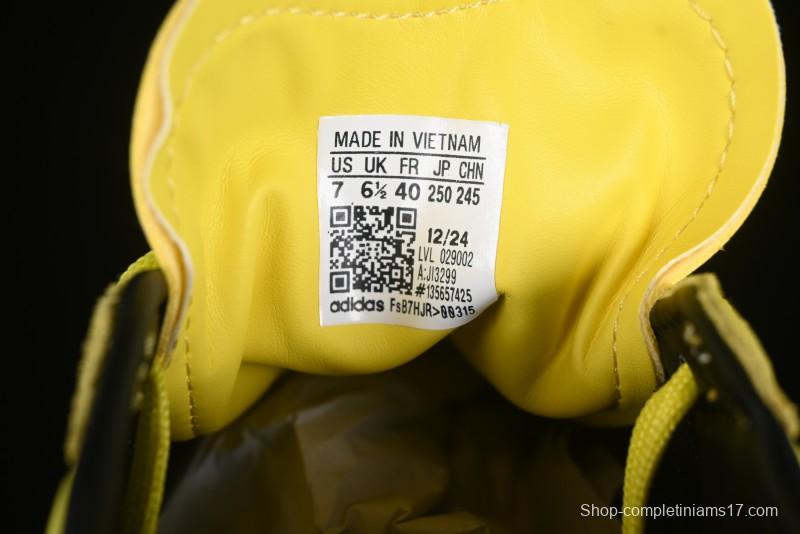 MADE IN VIETNAM
US UK FR JP CHN
7 6½ 40 250 245
12/24
LVL 029002
A:JI3299
#135657425
adidas FsB7HJR>00315
Shop-completiniams17.com